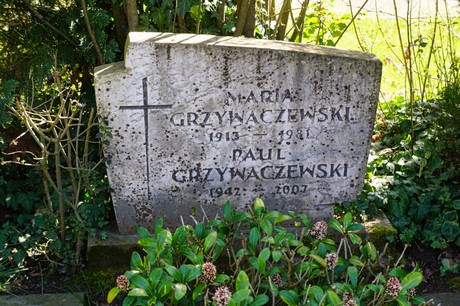 MARIA
GRZYWACZEWSKI
1913 – 1981
PAUL
GRZYWACZEWSKI
1942 – 2007